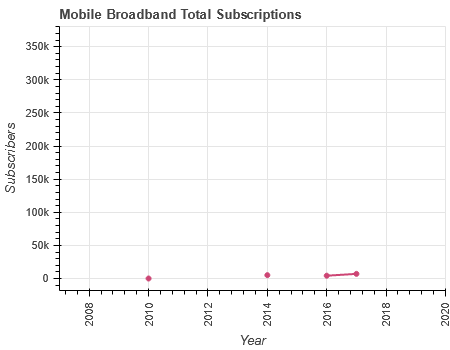 Mobile Broadband Total Subscriptions
350k
300k
250k
200k
150k
100k
50k
0
Subscribers
2008
2010
2012
2014
2016
2018
2020
Year